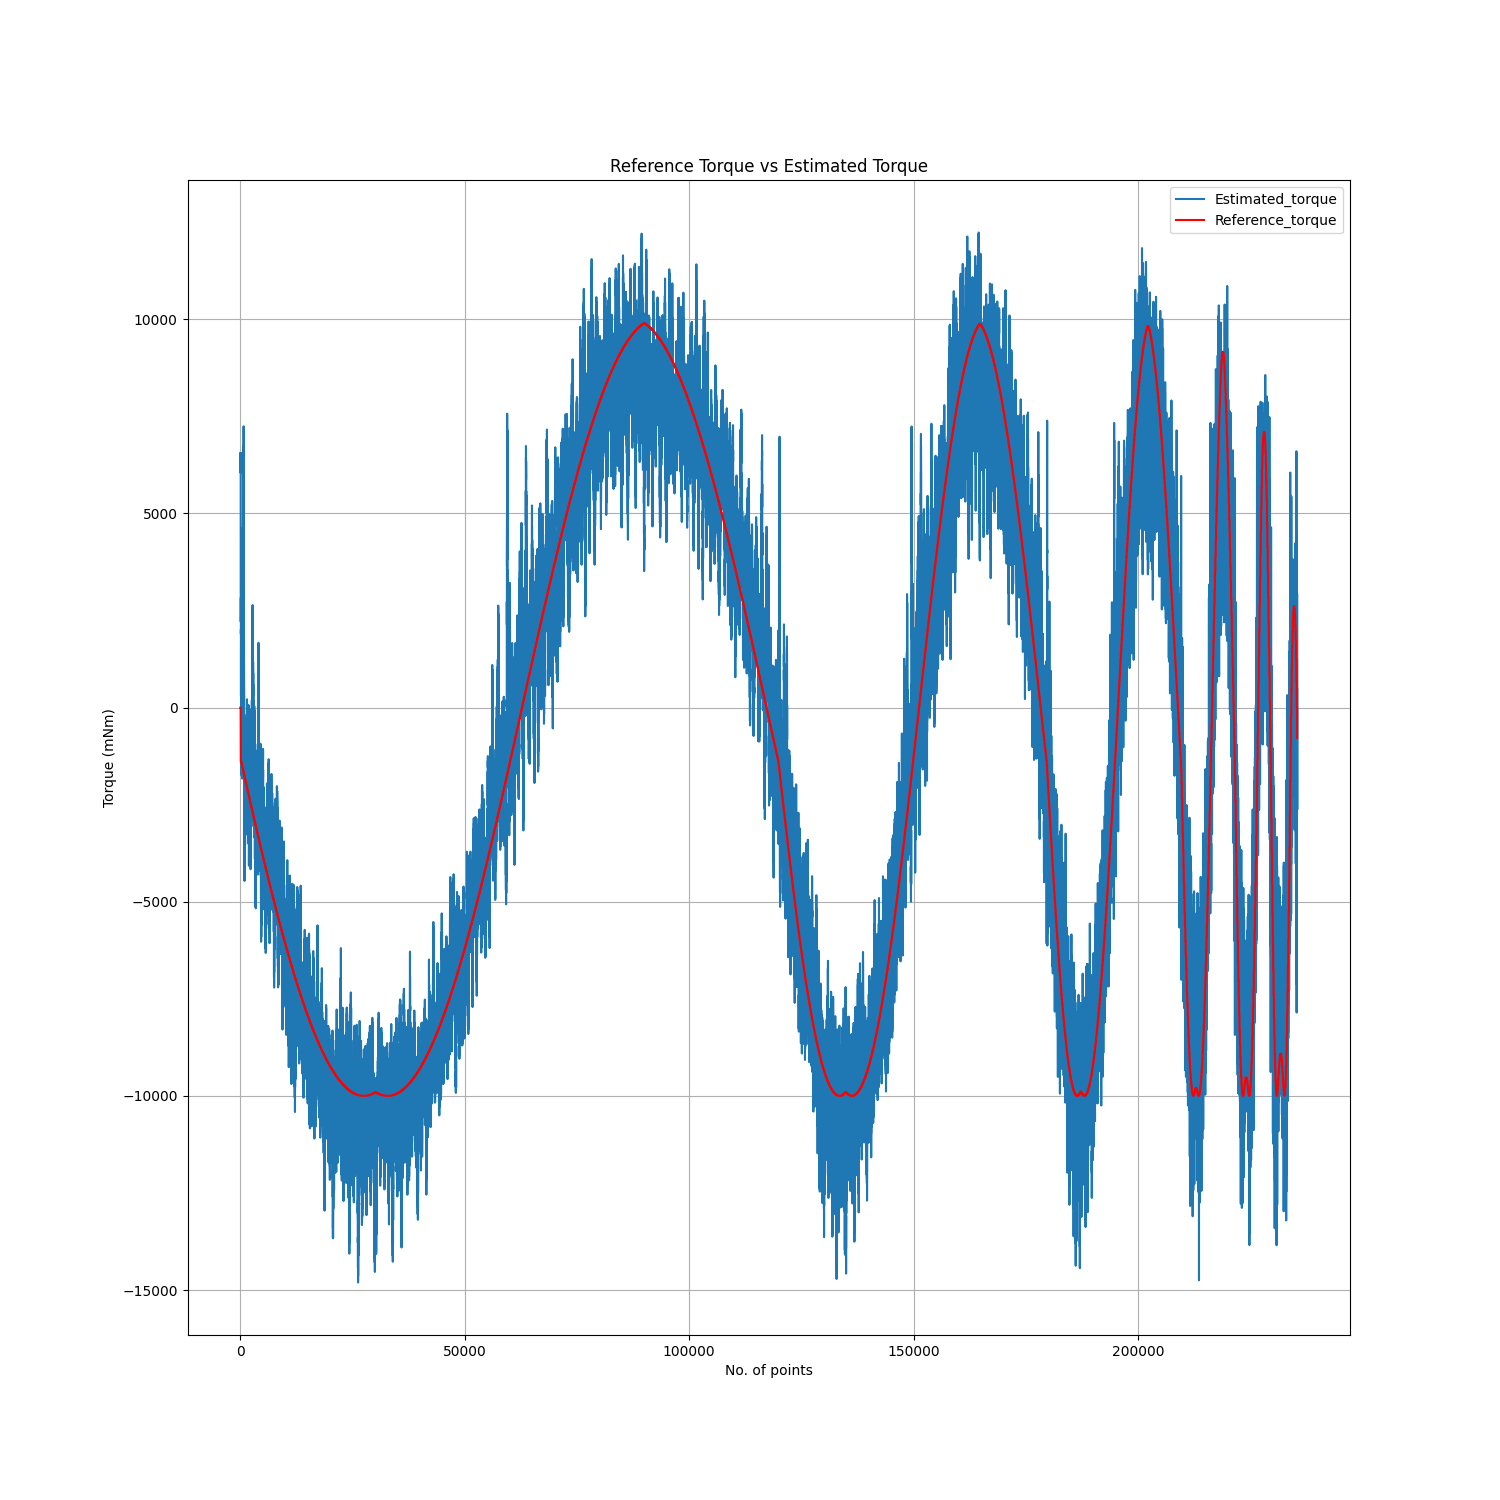 Reference Torque vs Estimated Torque
Estimated_torque
Reference_torque
10000
5000
0
−5000
−10000
−15000
Torque (mNm)
0
50000
100000
150000
200000
No. of points